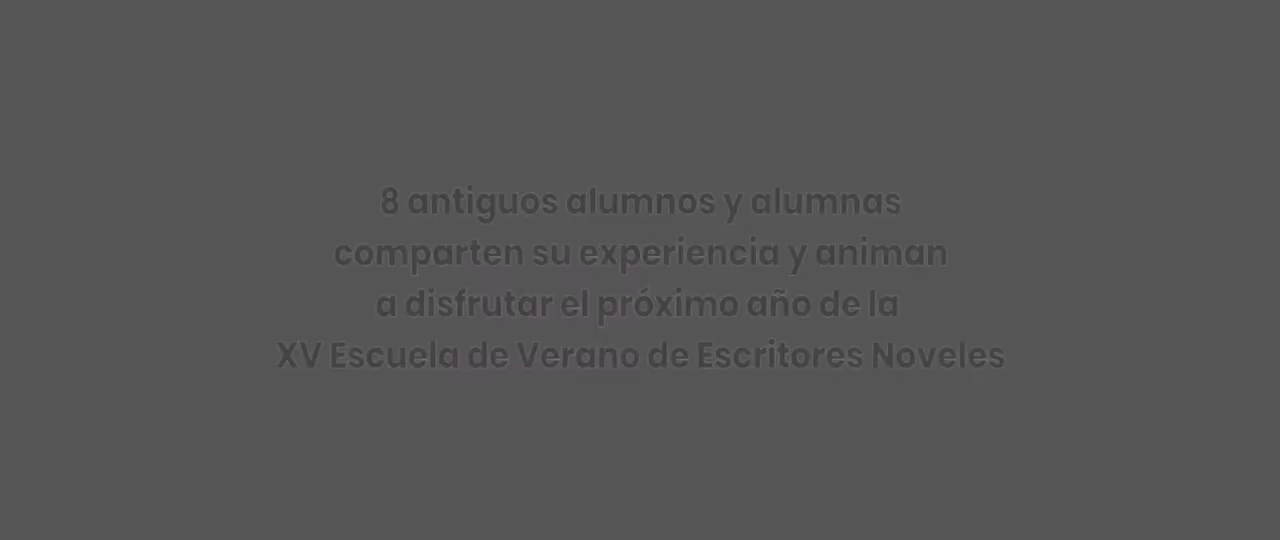 8 antiguos alumnos y alumnas
comparten su experiencia y animan
a disfrutar el próximo año de la
XV Escuela de Verano de Escritores Noveles